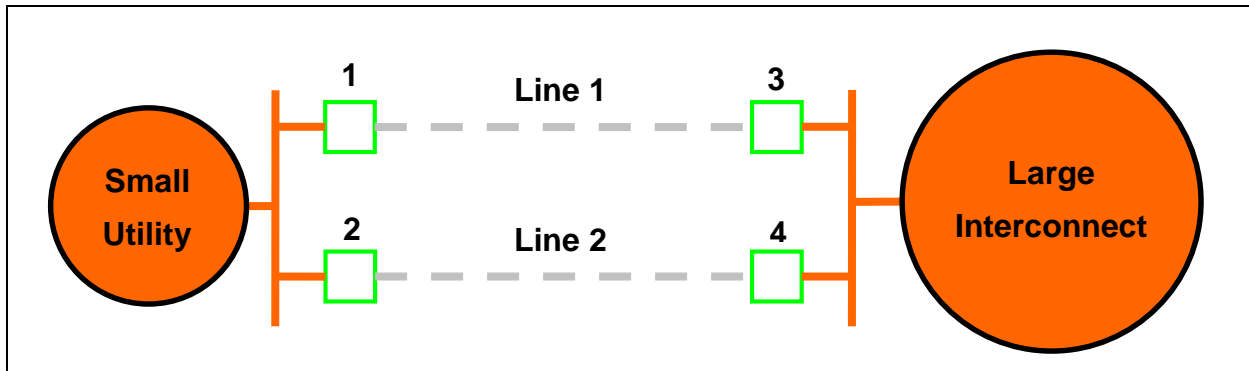 1
Line 1
3
Small
Utility
Large
Interconnect
2
Line 2
4